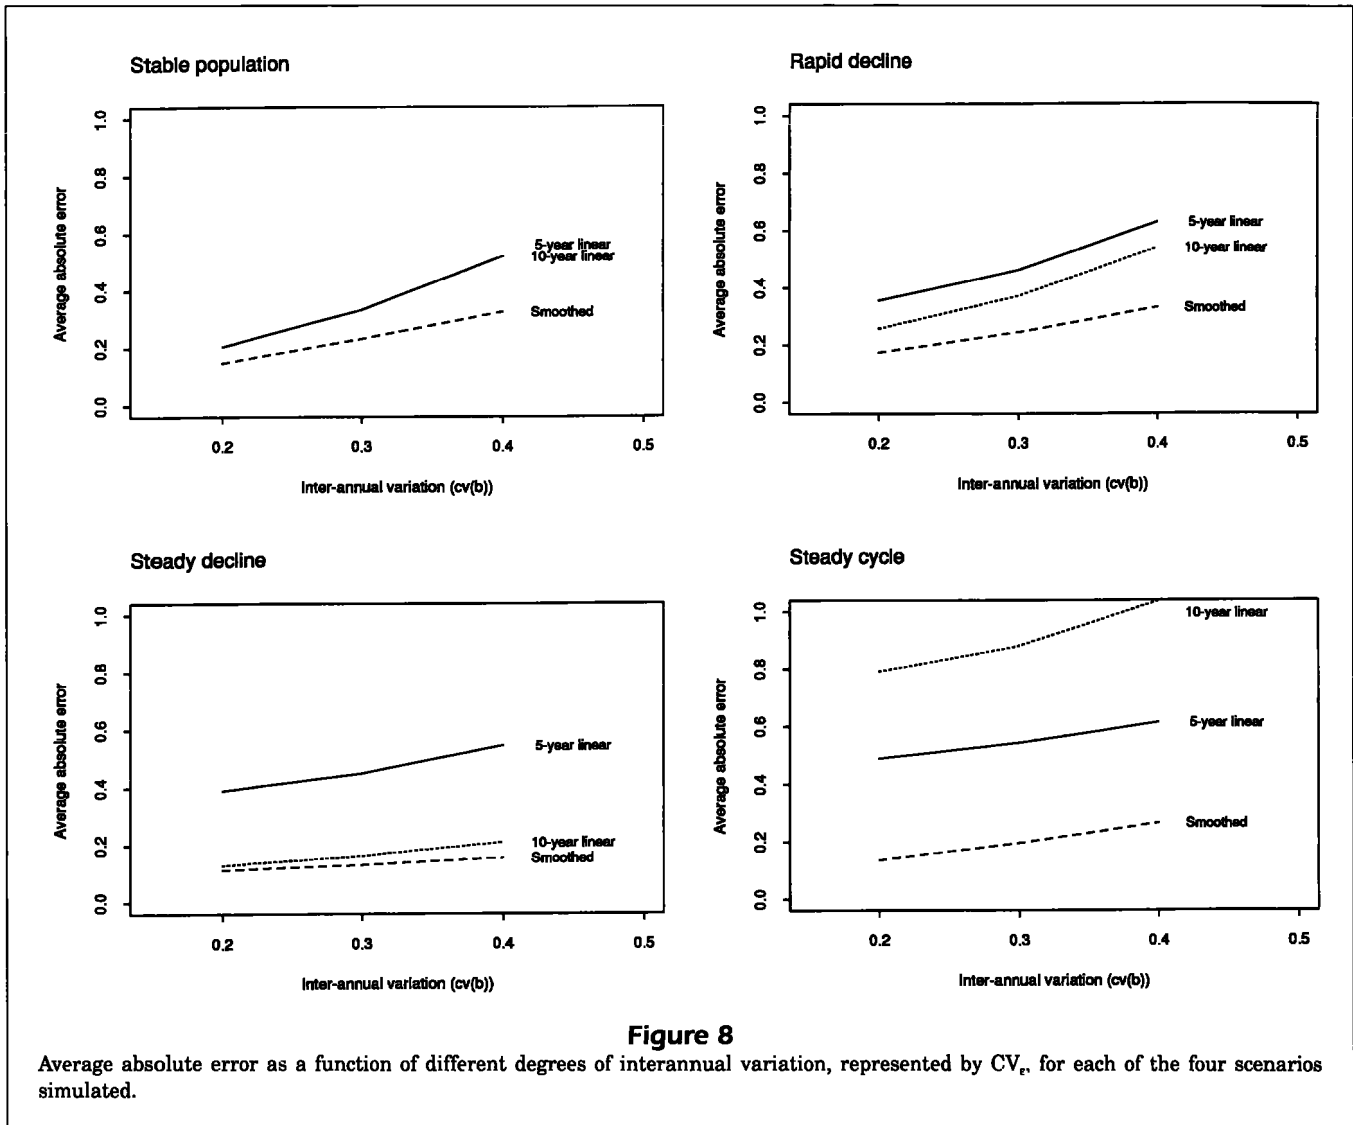 Stable population
Average absolute error
1.0
0.8
0.6
0.4
0.2
0.0
5-year linear
10-year linear
Smoothed
0.2 0.3 0.4 0.5
Inter-annual variation (cv(b))
Rapid decline
Average absolute error
1.0
0.8
0.6
0.4
0.2
0.0
5-year linear
10-year linear
Smoothed
0.2 0.3 0.4 0.5
Inter-annual variation (cv(b))
Steady decline
Average absolute error
1.0
0.8
0.6
0.4
0.2
0.0
5-year linear
10-year linear
Smoothed
0.2 0.3 0.4 0.5
Inter-annual variation (cv(b))
Steady cycle
Average absolute error
1.0
0.8
0.6
0.4
0.2
0.0
10-year linear
5-year linear
Smoothed
0.2 0.3 0.4 0.5
Inter-annual variation (cv(b))
Figure 8
Average absolute error as a function of different degrees of interannual variation, represented by CVε, for each of the four scenarios
simulated.